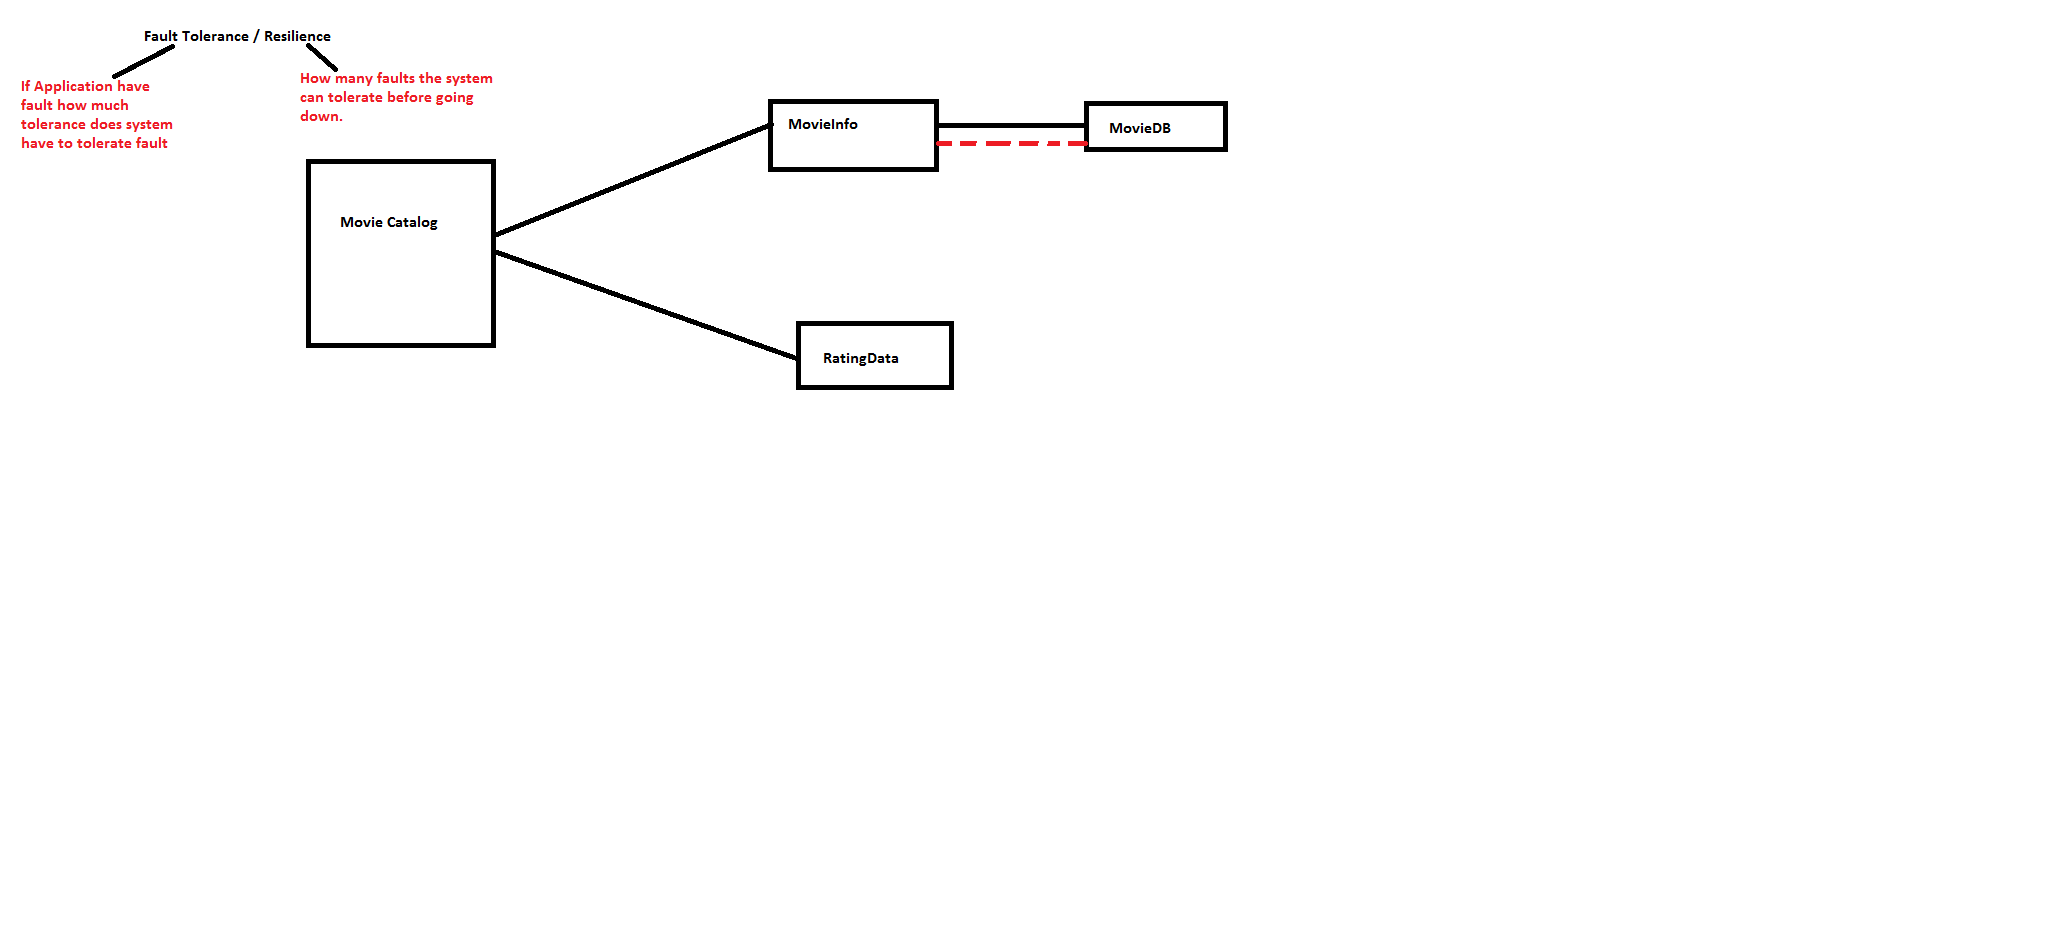 Fault Tolerance / Resilience
If Application have
fault how much
tolerance does system
have to tolerate fault
How many faults the system
can tolerate before going
down.
MovieInfo
MovieDB
Movie Catalog
RatingData